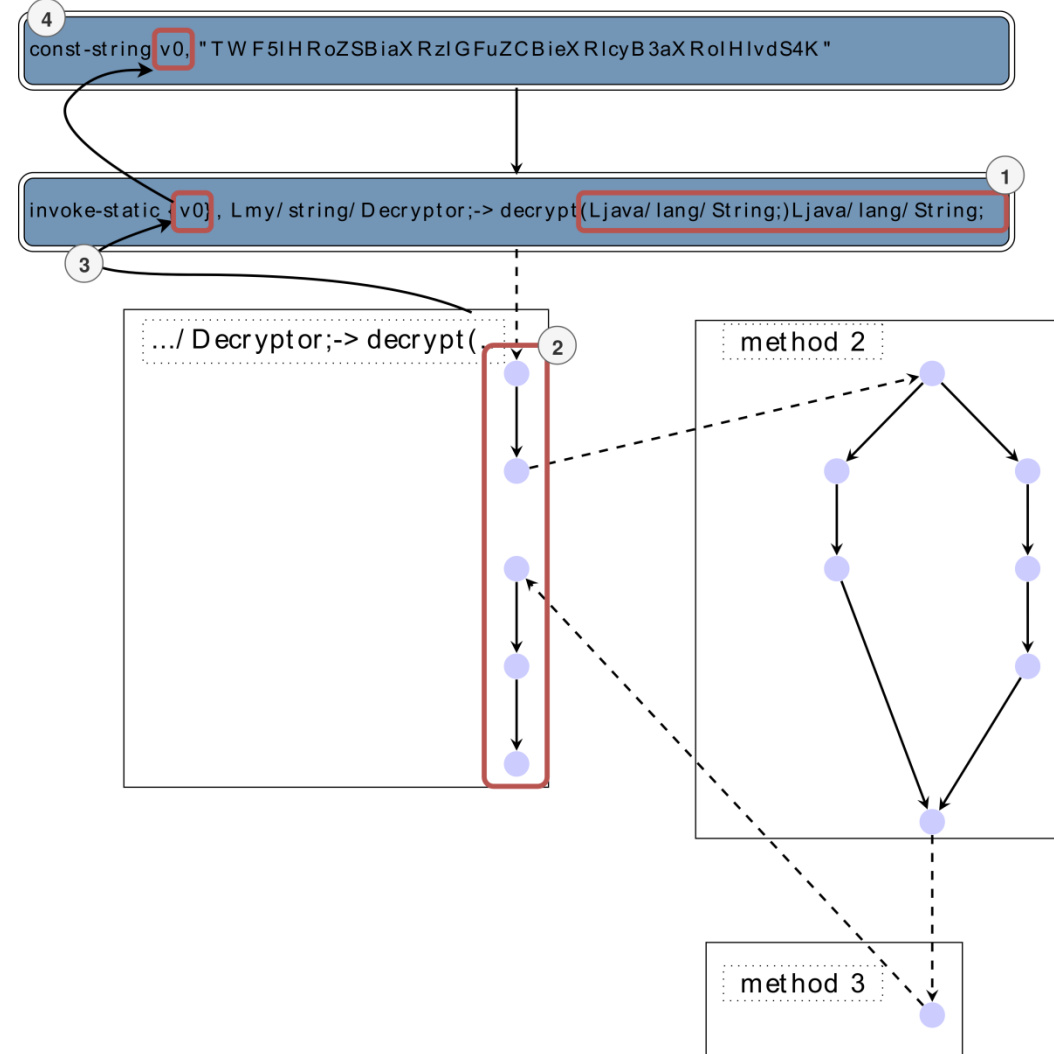 4
const-string v0, "TWF5IHRoZSBiaXRzIGFuZCBieXRlcyB3aXRoIHlvdS4K"
1
invoke-static {v0}, Lmy/string/Decryptor;->decrypt(Ljava/lang/String;)Ljava/lang/String;
3
.../Decryptor;->decrypt(..
2
method 2
method 3